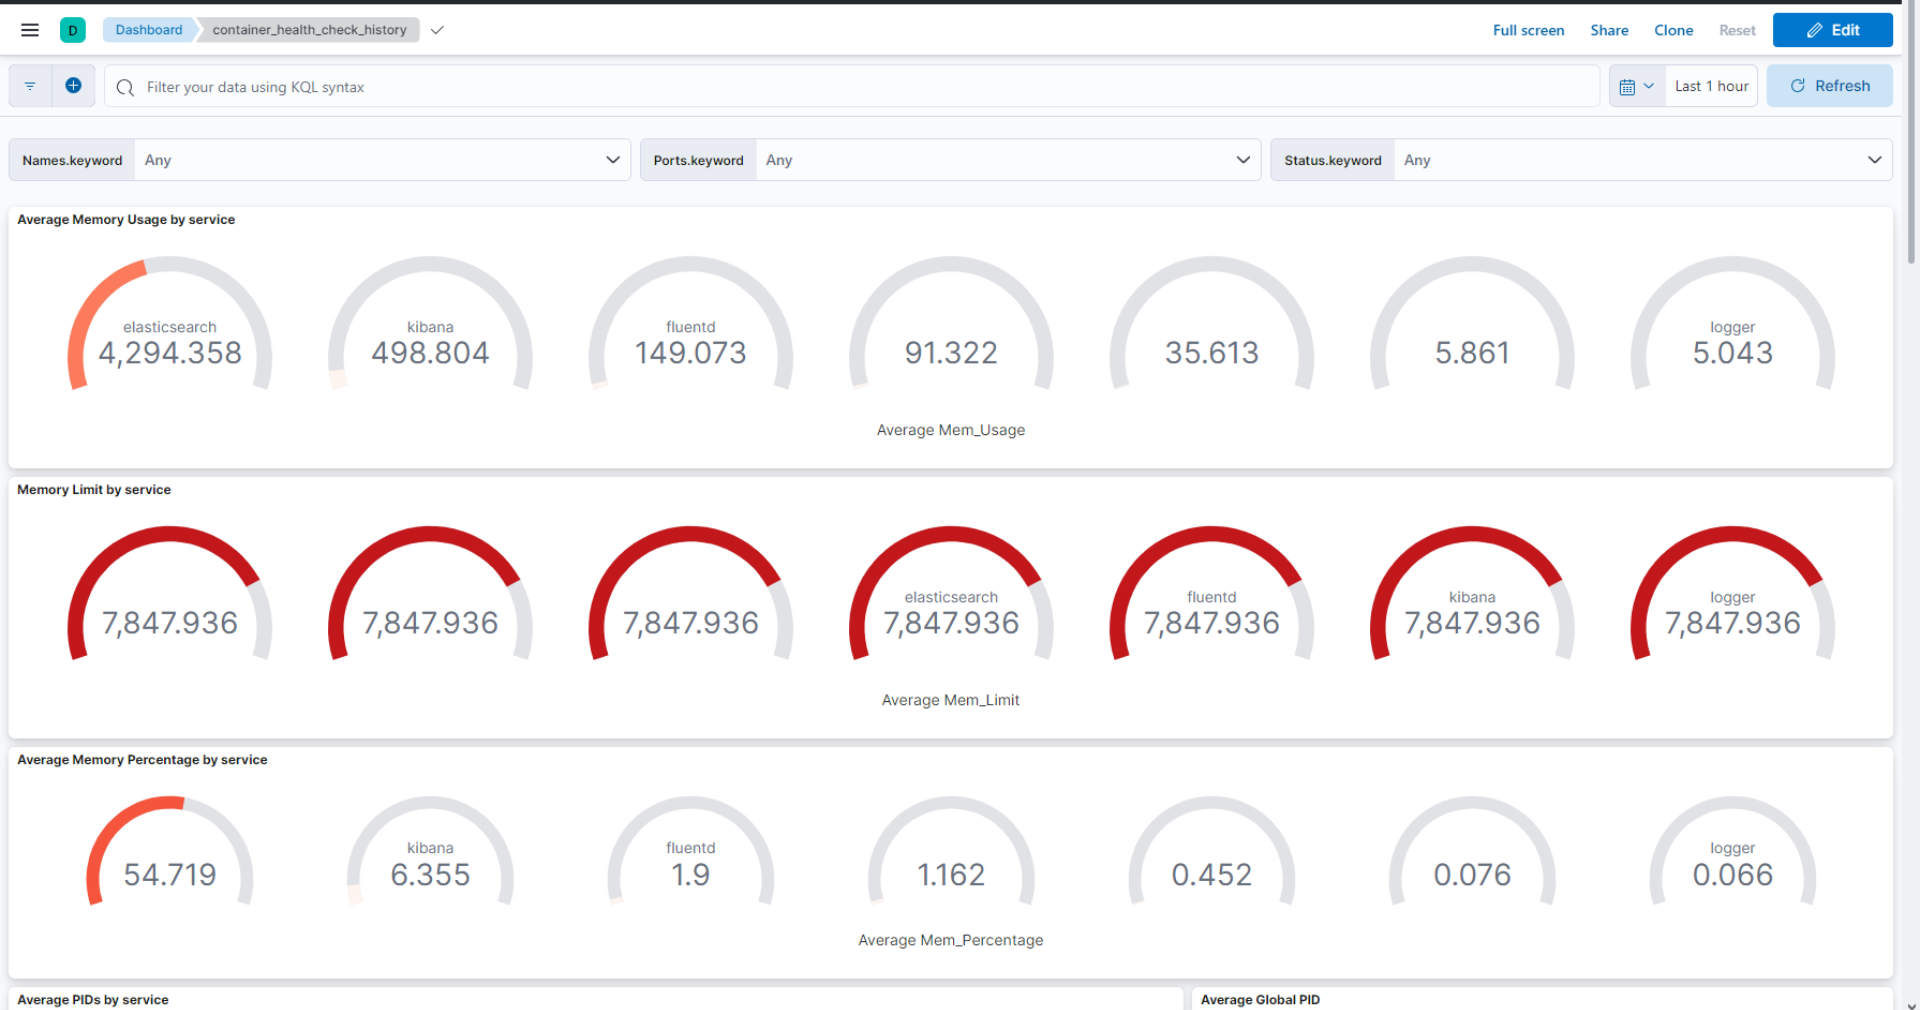 D Dashboard container_health_check_history Full screen Share Clone Reset Edit
Filter your data using KQL syntax Last 1 hour Refresh
Names.keyword Any Ports.keyword Any Status.keyword Any
Average Memory Usage by service
elasticsearch kibana fluentd logger
4,294.358 498.804 149.073 91.322 35.613 5.861 5.043
Average Mem_Usage
Memory Limit by service
elasticsearch fluentd kibana logger
7,847.936 7,847.936 7,847.936 7,847.936 7,847.936 7,847.936 7,847.936
Average Mem_Limit
Average Memory Percentage by service
kibana fluentd logger
54.719 6.355 1.9 1.162 0.452 0.076 0.066
Average Mem_Percentage
Average PIDs by service Average Global PID